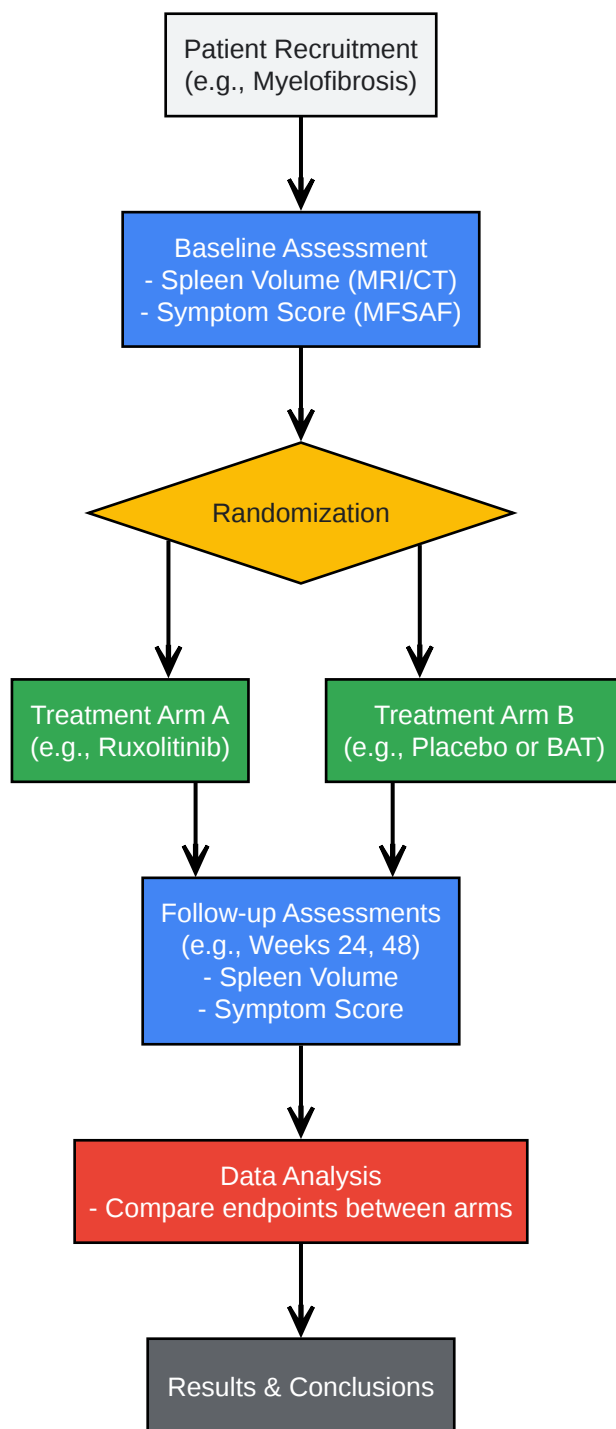 Patient Recruitment
(e.g., Myelofibrosis)
Baseline Assessment
- Spleen Volume (MRI/CT)
- Symptom Score (MFSAF)
Randomization
Treatment Arm A
(e.g., Ruxolitinib)
Treatment Arm B
(e.g., Placebo or BAT)
Follow-up Assessments
(e.g., Weeks 24, 48)
- Spleen Volume
- Symptom Score
Data Analysis
- Compare endpoints between arms
Results & Conclusions